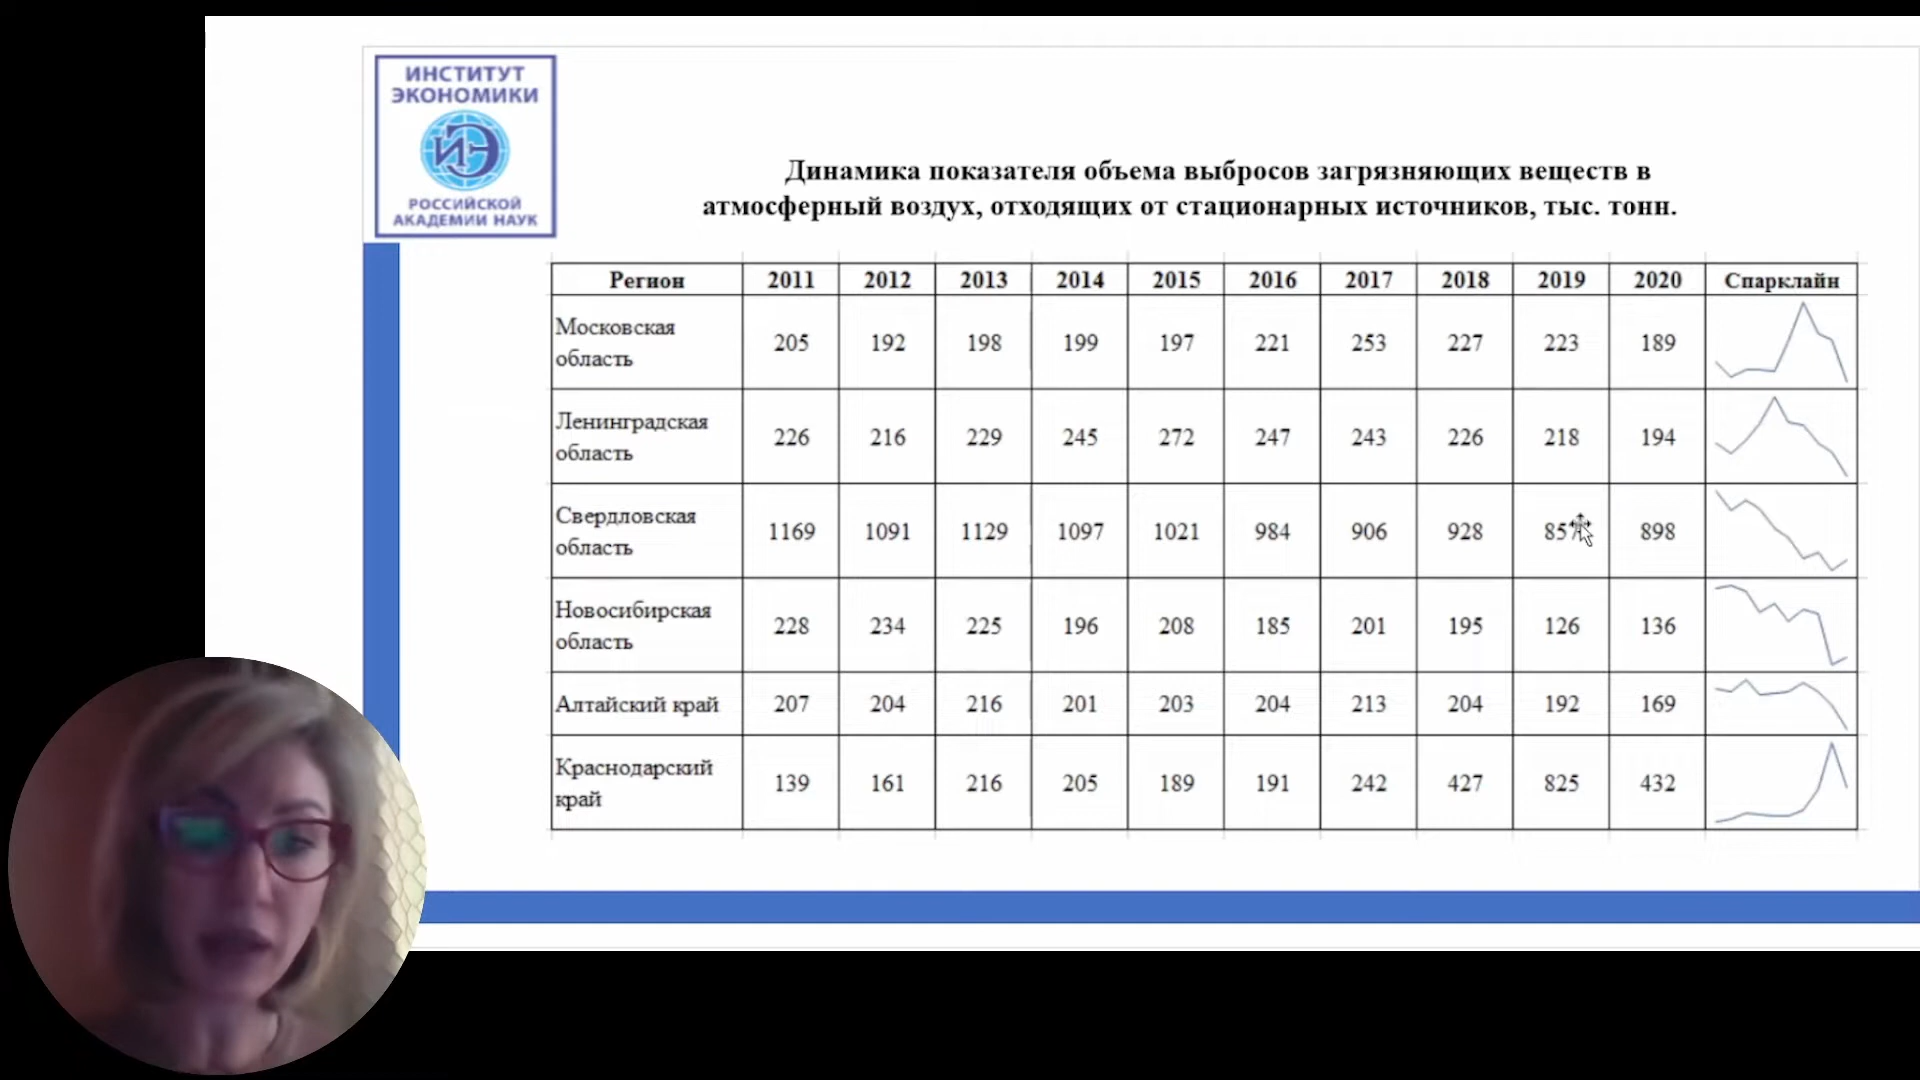 ИНСТИТУТ
ЭКОНОМИКИ
ИЭ
РОССИЙСКОЙ
АКАДЕМИИ НАУК
Динамика показателя объема выбросов загрязняющих веществ в
атмосферный воздух, отходящих от стационарных источников, тыс. тонн.
Регион 2011 2012 2013 2014 2015 2016 2017 2018 2019 2020 Спарклайн
Московская
область 205 192 198 199 197 221 253 227 223 189
Ленинградская
область 226 216 229 245 272 247 243 226 218 194
Свердловская
область 1169 1091 1129 1097 1021 984 906 928 857 898
Новосибирская
область 228 234 225 196 208 185 201 195 126 136
Алтайский край 207 204 216 201 203 204 213 204 192 169
Краснодарский
край 139 161 216 205 189 191 242 427 825 432